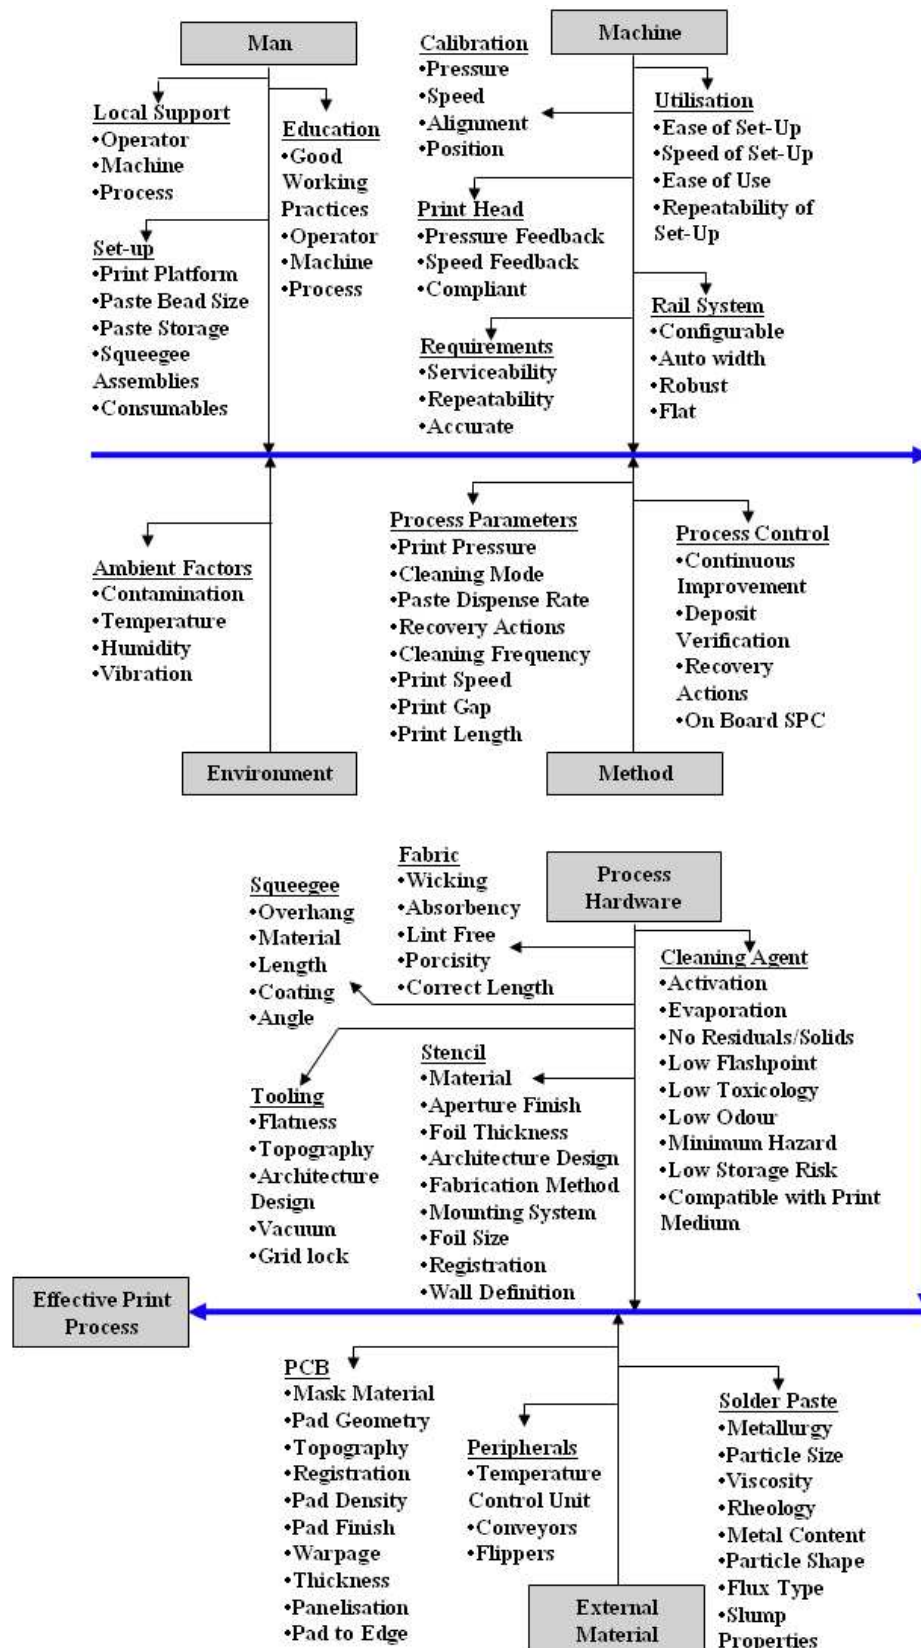 Man
Local Support
•Operator
•Machine
•Process
Education
•Good
Working
Practices
•Operator
•Machine
•Process
Set-up
•Print Platform
•Paste Bead Size
•Paste Storage
•Squeegee
Assemblies
•Consumables
Machine
Calibration
•Pressure
•Speed
•Alignment
•Position
Utilisation
•Ease of Set-Up
•Speed of Set-Up
•Ease of Use
•Repeatability of
Set-Up
Print Head
•Pressure Feedback
•Speed Feedback
•Compliant
Rail System
•Configurable
•Auto width
•Robust
•Flat
Requirements
•Serviceability
•Repeatability
•Accurate
Ambient Factors
•Contamination
•Temperature
•Humidity
•Vibration
Environment
Process Parameters
•Print Pressure
•Cleaning Mode
•Paste Dispense Rate
•Recovery Actions
•Cleaning Frequency
•Print Speed
•Print Gap
•Print Length
Process Control
•Continuous
Improvement
•Deposit
Verification
•Recovery
Actions
•On Board SPC
Method
Process
Hardware
Fabric
•Wicking
•Absorbency
•Lint Free
•Porcisity
•Correct Length
Squeegee
•Overhang
•Material
•Length
•Coating
•Angle
Cleaning Agent
•Activation
•Evaporation
•No Residuals/Solids
•Low Flashpoint
•Low Toxicology
•Low Odour
•Minimum Hazard
•Low Storage Risk
•Compatible with Print
Medium
Stencil
•Material
•Aperture Finish
•Foil Thickness
•Architecture Design
•Fabrication Method
•Mounting System
•Foil Size
•Registration
•Wall Definition
Tooling
•Flatness
•Topography
•Architecture
Design
•Vacuum
•Grid lock
Effective Print
Process
PCB
•Mask Material
•Pad Geometry
•Topography
•Registration
•Pad Density
•Pad Finish
•Warpage
•Thickness
•Panelisation
•Pad to Edge
Peripherals
•Temperature
Control Unit
•Conveyors
•Flippers
Solder Paste
•Metallurgy
•Particle Size
•Viscosity
•Rheology
•Metal Content
•Particle Shape
•Flux Type
•Slump
Properties
External
Material